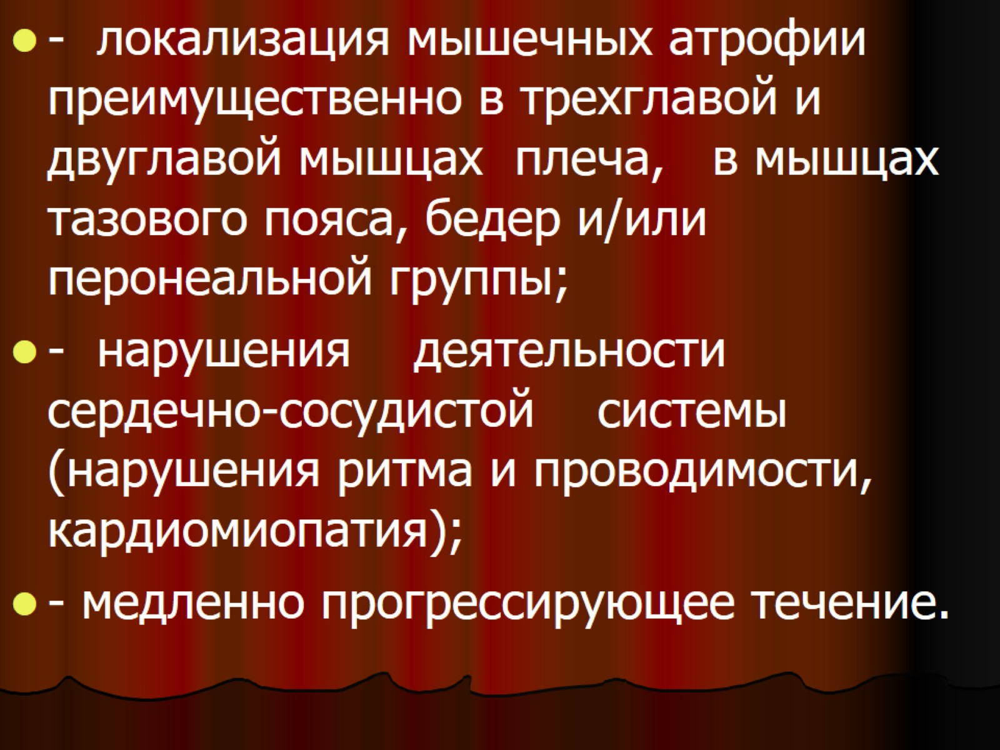 - локализация мышечных атрофии
преимущественно в трехглавой и
двуглавой мышцах плеча, в мышцах
тазового пояса, бедер и/или
перонеальной группы;
- нарушения деятельности
сердечно-сосудистой системы
(нарушения ритма и проводимости,
кардиомиопатия);
- медленно прогрессирующее течение.